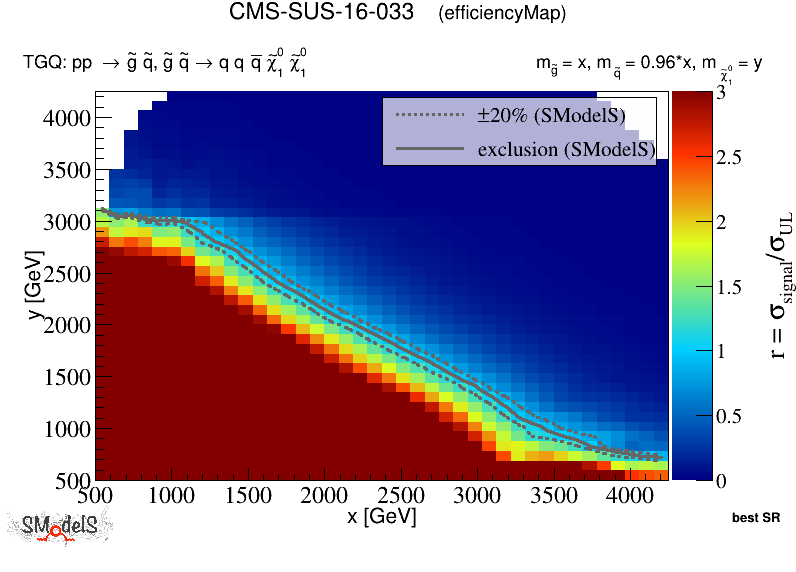 CMS-SUS-16-033 (efficiencyMap)
TGQ: pp → g̃ q̃, g̃ q̃ → q q q̅ χ̃⁰₁ χ̃⁰₁
m_g̃ = x, m_q̃ = 0.96*x, m_χ̃⁰₁ = y
±20% (SModelS)
exclusion (SModelS)
4000
3500
3000
2500
2000
1500
1000
500
y [GeV]
500 1000 1500 2000 2500 3000 3500 4000
x [GeV]
3
2.5
2
1.5
1
0.5
0
r = σ_signal/σ_UL
best SR
SModelS